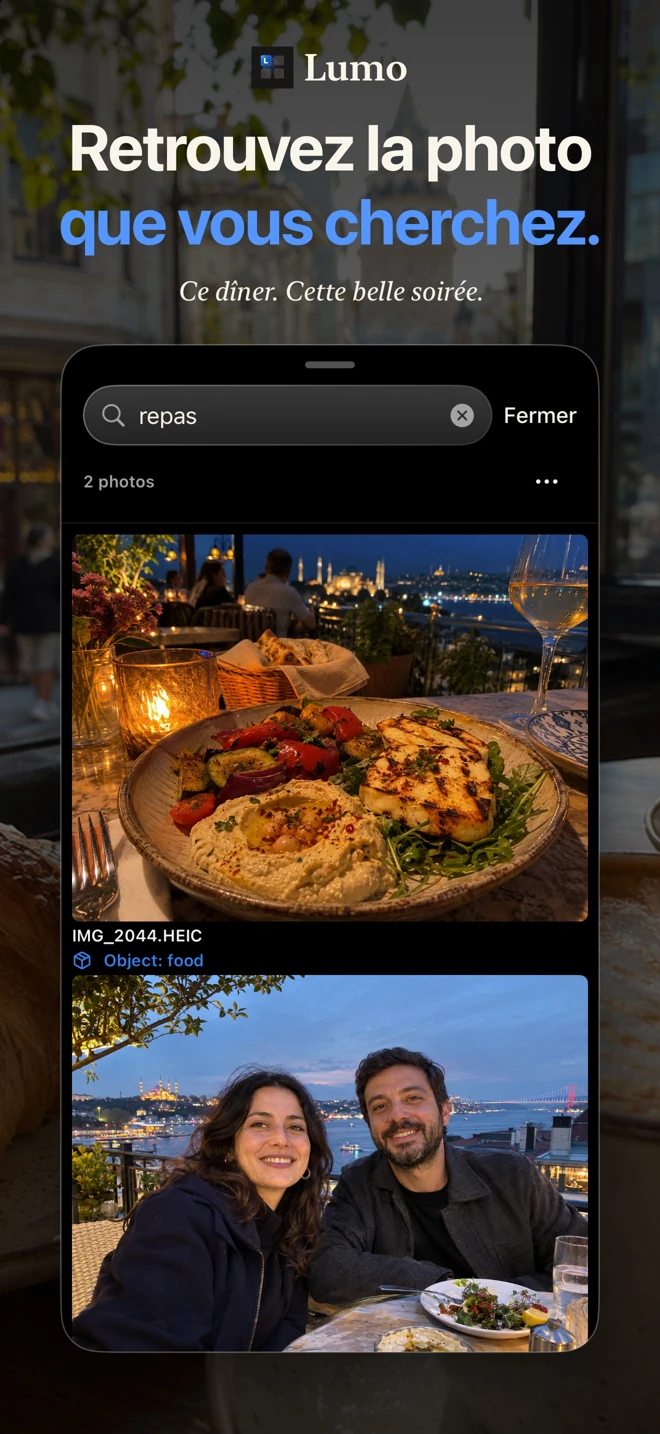 Lumo
Retrouvez la photo
que vous cherchez.
Ce dîner. Cette belle soirée.
repas
Fermer
2 photos
IMG_2044.HEIC
Object: food